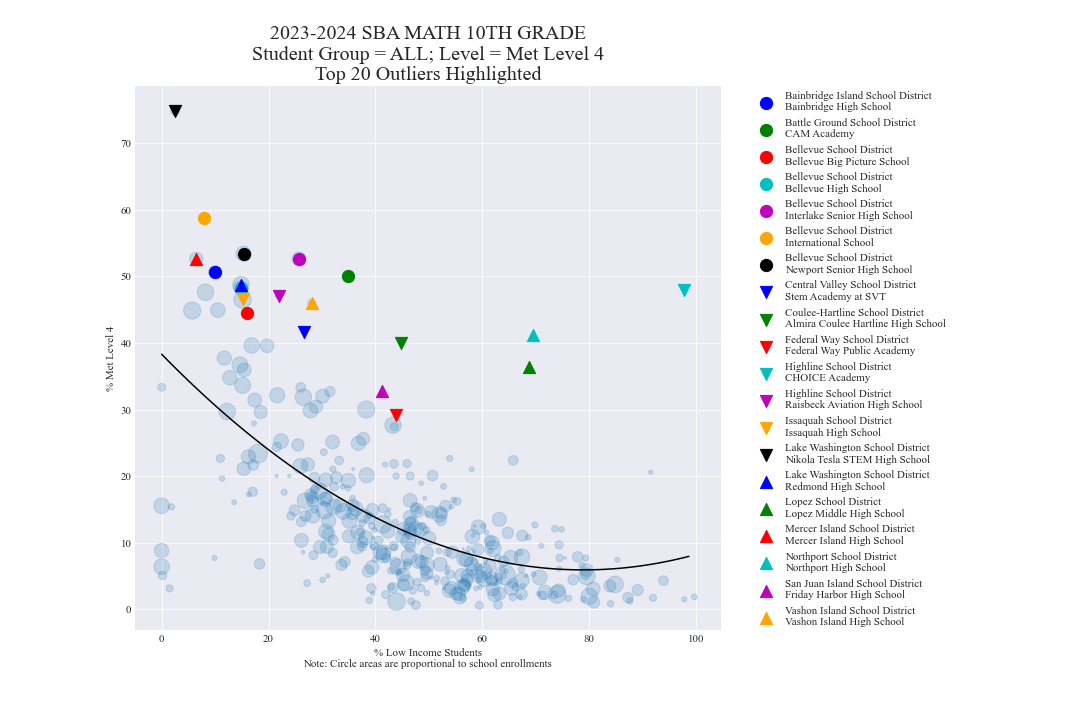 2023-2024 SBA MATH 10TH GRADE
Student Group = ALL; Level = Met Level 4
Top 20 Outliers Highlighted
% Met Level 4
70
60
50
40
30
20
10
0
0
20
40
60
80
100
% Low Income Students
Note: Circle areas are proportional to school enrollments
Bainbridge Island School District
Bainbridge High School
Battle Ground School District
CAM Academy
Bellevue School District
Bellevue Big Picture School
Bellevue School District
Bellevue High School
Bellevue School District
Interlake Senior High School
Bellevue School District
International School
Bellevue School District
Newport Senior High School
Central Valley School District
Stem Academy at SVT
Coulee-Hartline School District
Almira Coulee Hartline High School
Federal Way School District
Federal Way Public Academy
Highline School District
CHOICE Academy
Highline School District
Raisbeck Aviation High School
Issaquah School District
Issaquah High School
Lake Washington School District
Nikola Tesla STEM High School
Lake Washington School District
Redmond High School
Lopez School District
Lopez Middle High School
Mercer Island School District
Mercer Island High School
Northport School District
Northport High School
San Juan Island School District
Friday Harbor High School
Vashon Island School District
Vashon Island High School